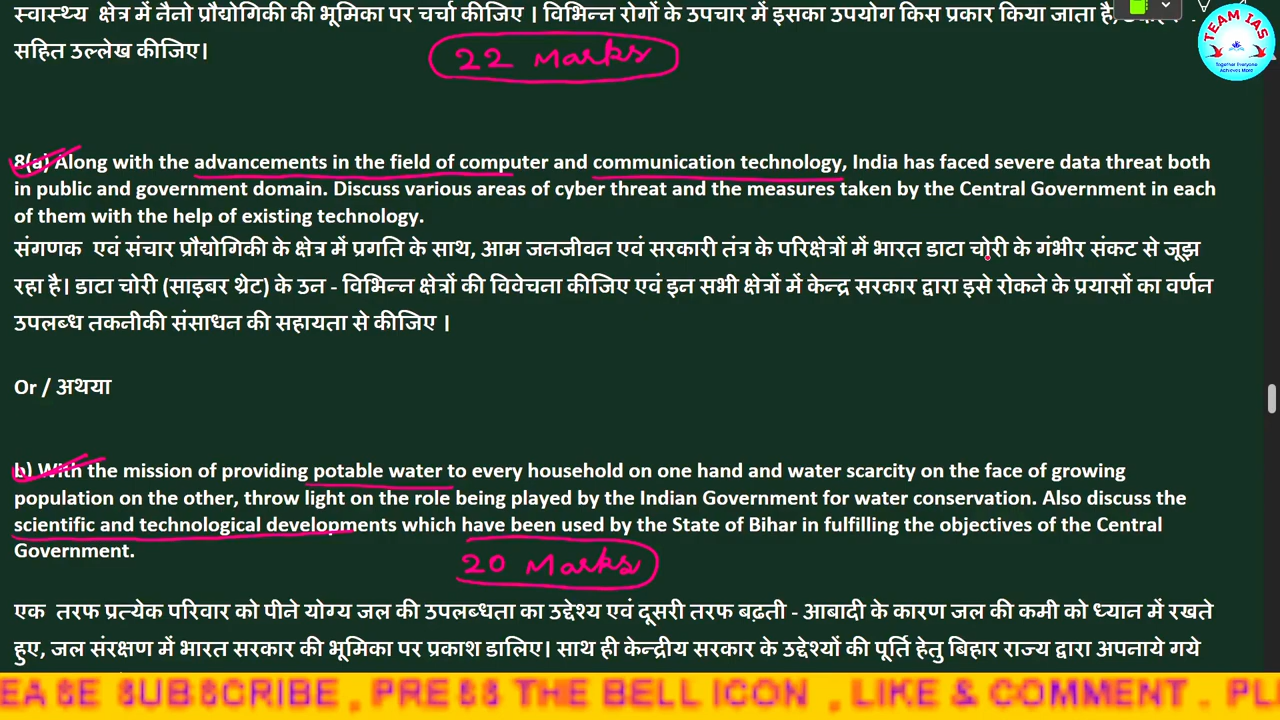 स्वास्थ्य क्षेत्र में नैनो प्रौद्योगिकी की भूमिका पर चर्चा कीजिए । विभिन्न रोगों के उपचार में इसका उपयोग किस प्रकार किया जाता है,
सहित उल्लेख कीजिए।
22 Marks
TEAM IAS
Together Everyone
Achieves More
8(a) Along with the advancements in the field of computer and communication technology, India has faced severe data threat both
in public and government domain. Discuss various areas of cyber threat and the measures taken by the Central Government in each
of them with the help of existing technology.
संगणक एवं संचार प्रौद्योगिकी के क्षेत्र में प्रगति के साथ, आम जनजीवन एवं सरकारी तंत्र के परिक्षेत्रों में भारत डाटा चोरी के गंभीर संकट से जूझ
रहा है। डाटा चोरी (साइबर थ्रेट) के उन - विभिन्न क्षेत्रों की विवेचना कीजिए एवं इन सभी क्षेत्रों में केन्द्र सरकार द्वारा इसे रोकने के प्रयासों का वर्णन
उपलब्ध तकनीकी संसाधन की सहायता से कीजिए ।
Or / अथया
b) With the mission of providing potable water to every household on one hand and water scarcity on the face of growing
population on the other, throw light on the role being played by the Indian Government for water conservation. Also discuss the
scientific and technological developments which have been used by the State of Bihar in fulfilling the objectives of the Central
Government.
20 Marks
एक तरफ प्रत्येक परिवार को पीने योग्य जल की उपलब्धता का उद्देश्य एवं दूसरी तरफ बढ़ती - आबादी के कारण जल की कमी को ध्यान में रखते
हुए, जल संरक्षण में भारत सरकार की भूमिका पर प्रकाश डालिए। साथ ही केन्द्रीय सरकार के उद्देश्यों की पूर्ति हेतु बिहार राज्य द्वारा अपनाये गये
EASE SUBSCRIBE , PRESS THE BELL ICON , LIKE & COMMENT . PL